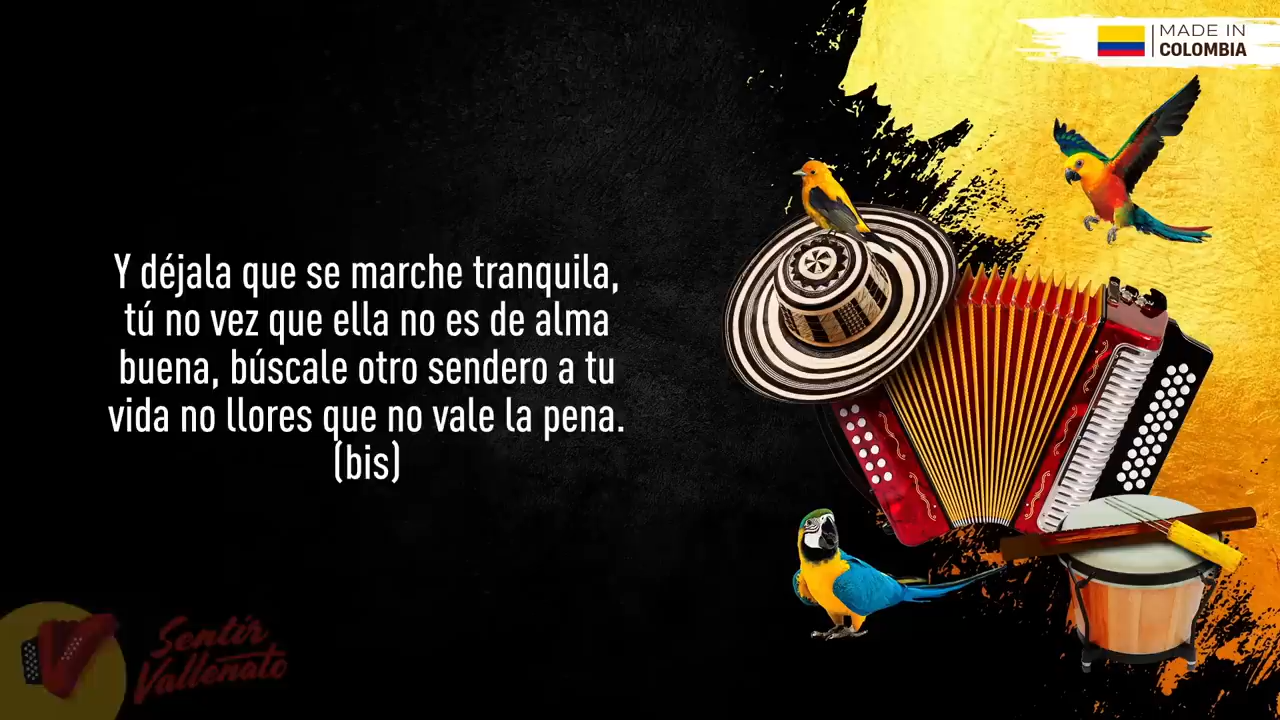 MADE IN
COLOMBIA
Y déjala que se marche tranquila,
tú no vez que ella no es de alma
buena, búscale otro sendero a tu
vida no llores que no vale la pena.
(bis)
Sentir
Vallenato